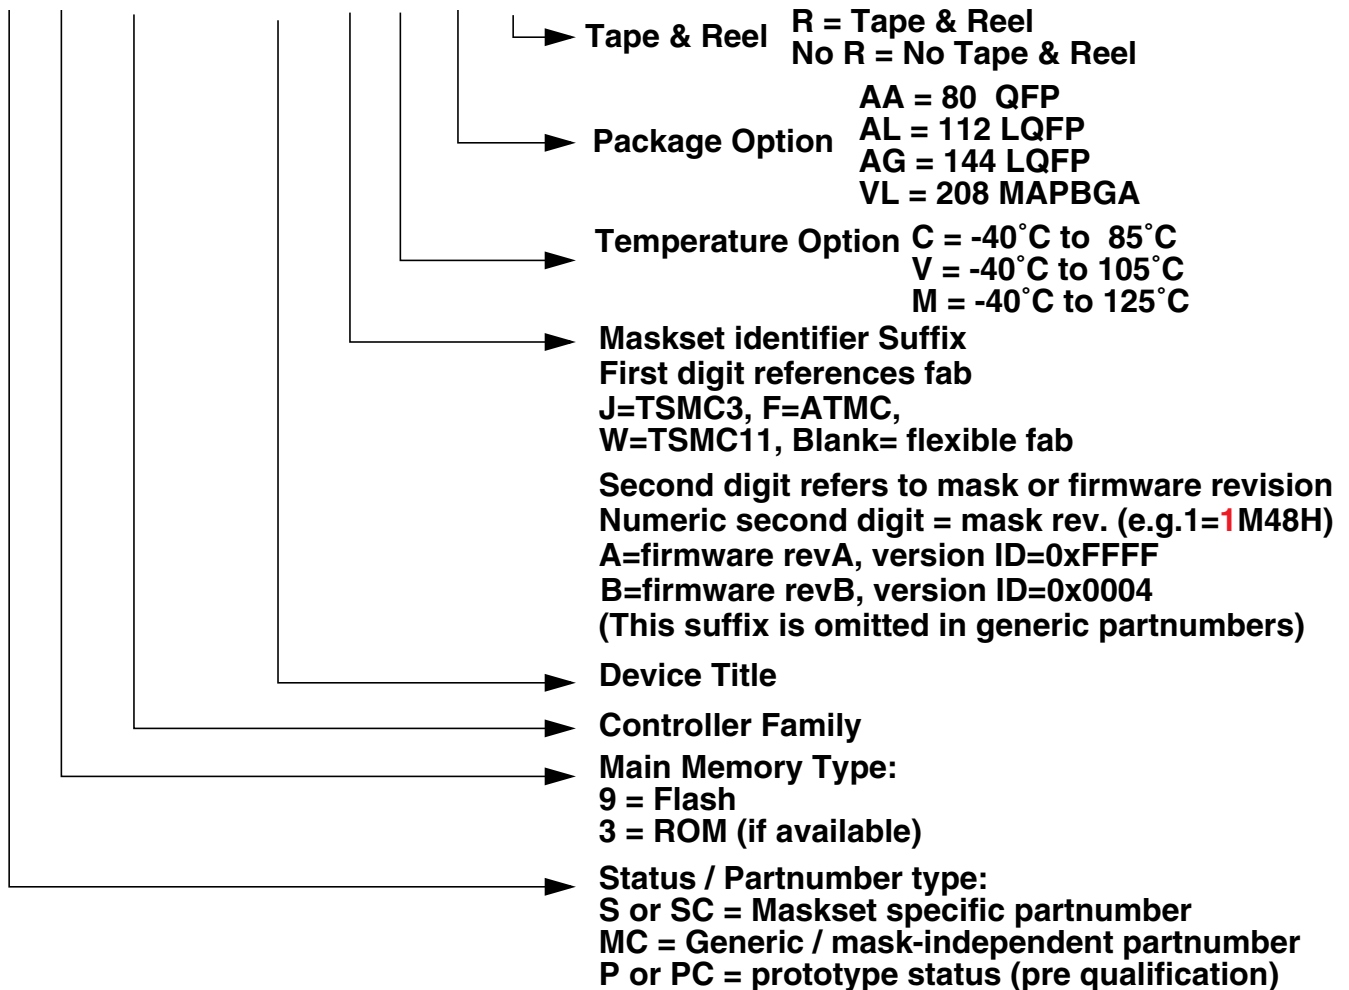 Tape & Reel
R = Tape & Reel
No R = No Tape & Reel
Package Option
AA = 80 QFP
AL = 112 LQFP
AG = 144 LQFP
VL = 208 MAPBGA
Temperature Option
C = -40˚C to 85˚C
V = -40˚C to 105˚C
M = -40˚C to 125˚C
Maskset identifier Suffix
First digit references fab
J=TSMC3, F=ATMC,
W=TSMC11, Blank= flexible fab
Second digit refers to mask or firmware revision
Numeric second digit = mask rev. (e.g.1=1M48H)
A=firmware revA, version ID=0xFFFF
B=firmware revB, version ID=0x0004
(This suffix is omitted in generic partnumbers)
Device Title
Controller Family
Main Memory Type:
9 = Flash
3 = ROM (if available)
Status / Partnumber type:
S or SC = Maskset specific partnumber
MC = Generic / mask-independent partnumber
P or PC = prototype status (pre qualification)